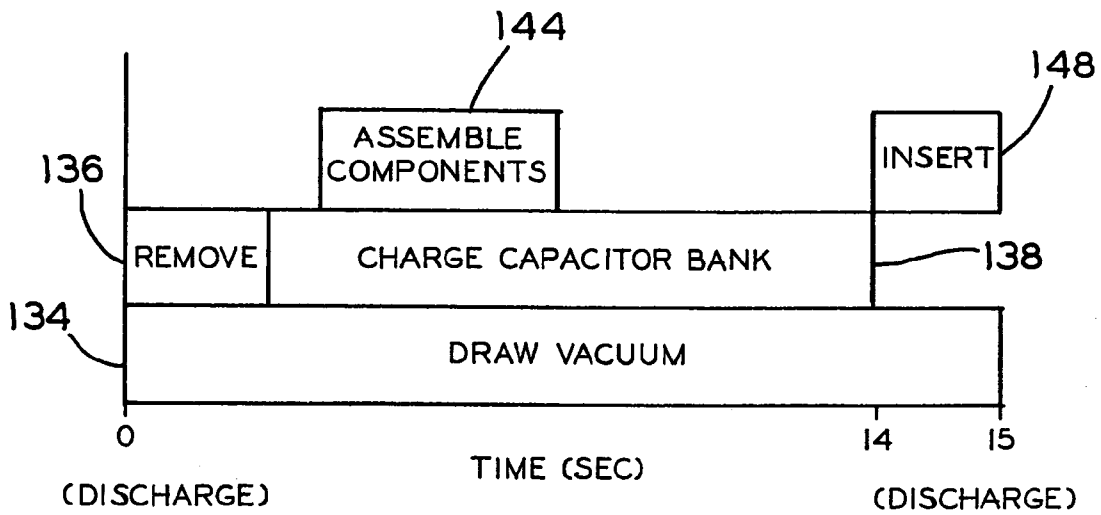 144
148
ASSEMBLE
COMPONENTS
INSERT
136
REMOVE
CHARGE CAPACITOR BANK
138
134
DRAW VACUUM
0
14
15
TIME (SEC)
(DISCHARGE)
(DISCHARGE)